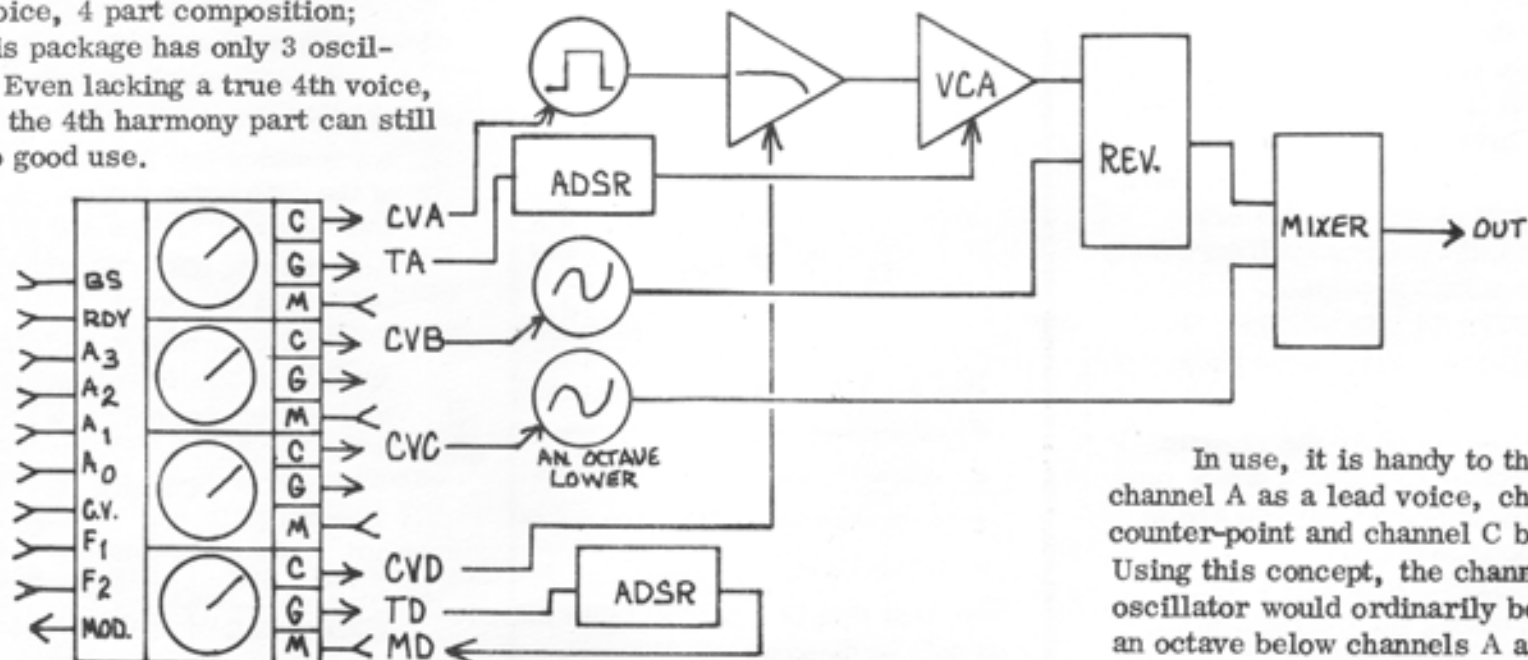 oice, 4 part composition;
is package has only 3 oscil-
Even lacking a true 4th voice,
the 4th harmony part can still
good use.
VCA
REV.
MIXER
OUT
ADSR
BS
RDY
A3
A2
A1
A0
C.V.
F1
F2
MOD.
C
G
M
C
G
M
C
G
M
C
G
M
CVA
TA
CVB
CVC
AN OCTAVE
LOWER
CVD
TD
MD
ADSR
In use, it is handy to th
channel A as a lead voice, ch
counter-point and channel C b
Using this concept, the chann
oscillator would ordinarily be
an octave below channels A a